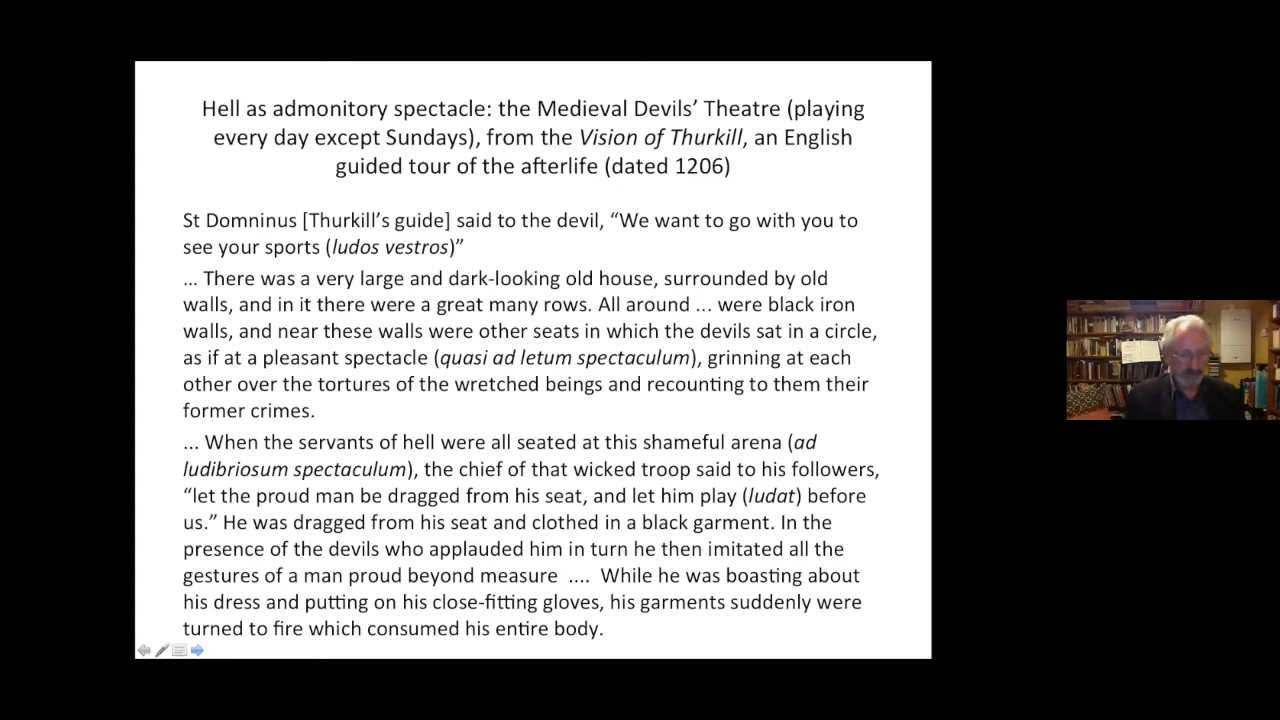 Hell as admonitory spectacle: the Medieval Devils’ Theatre (playing
every day except Sundays), from the Vision of Thurkill, an English
guided tour of the afterlife (dated 1206)
St Domninus [Thurkill’s guide] said to the devil, “We want to go with you to
see your sports (ludos vestros)”
... There was a very large and dark-looking old house, surrounded by old
walls, and in it there were a great many rows. All around ... were black iron
walls, and near these walls were other seats in which the devils sat in a circle,
as if at a pleasant spectacle (quasi ad letum spectaculum), grinning at each
other over the tortures of the wretched beings and recounting to them their
former crimes.
... When the servants of hell were all seated at this shameful arena (ad
ludibriosum spectaculum), the chief of that wicked troop said to his followers,
“let the proud man be dragged from his seat, and let him play (ludat) before
us.” He was dragged from his seat and clothed in a black garment. In the
presence of the devils who applauded him in turn he then imitated all the
gestures of a man proud beyond measure .... While he was boasting about
his dress and putting on his close-fitting gloves, his garments suddenly were
turned to fire which consumed his entire body.